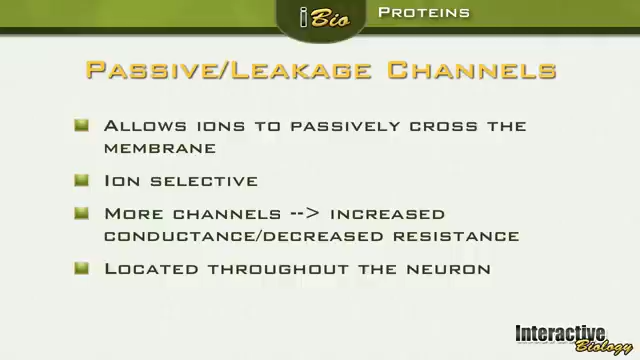 iBio
Proteins
Passive/Leakage Channels
Allows ions to passively cross the
membrane
Ion selective
More channels --> increased
conductance/decreased resistance
Located throughout the neuron
Interactive
Biology